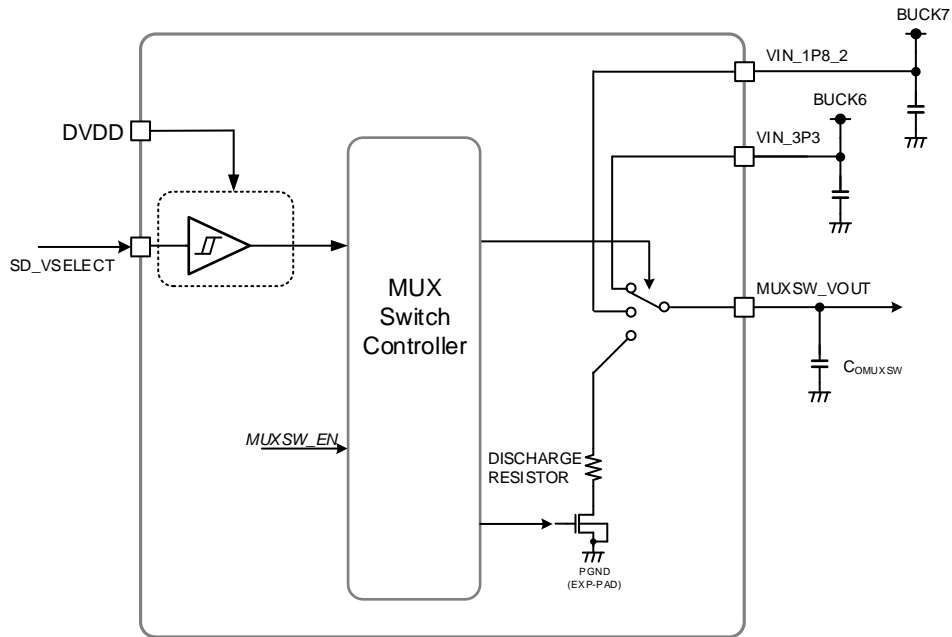 BUCK7
VIN_1P8_2
BUCK6
DVDD
VIN_3P3
SD_VSELECT
MUX
Switch
Controller
MUXSW_VOUT
COMUXSW
MUXSW_EN
DISCHARGE
RESISTOR
PGND
(EXP-PAD)